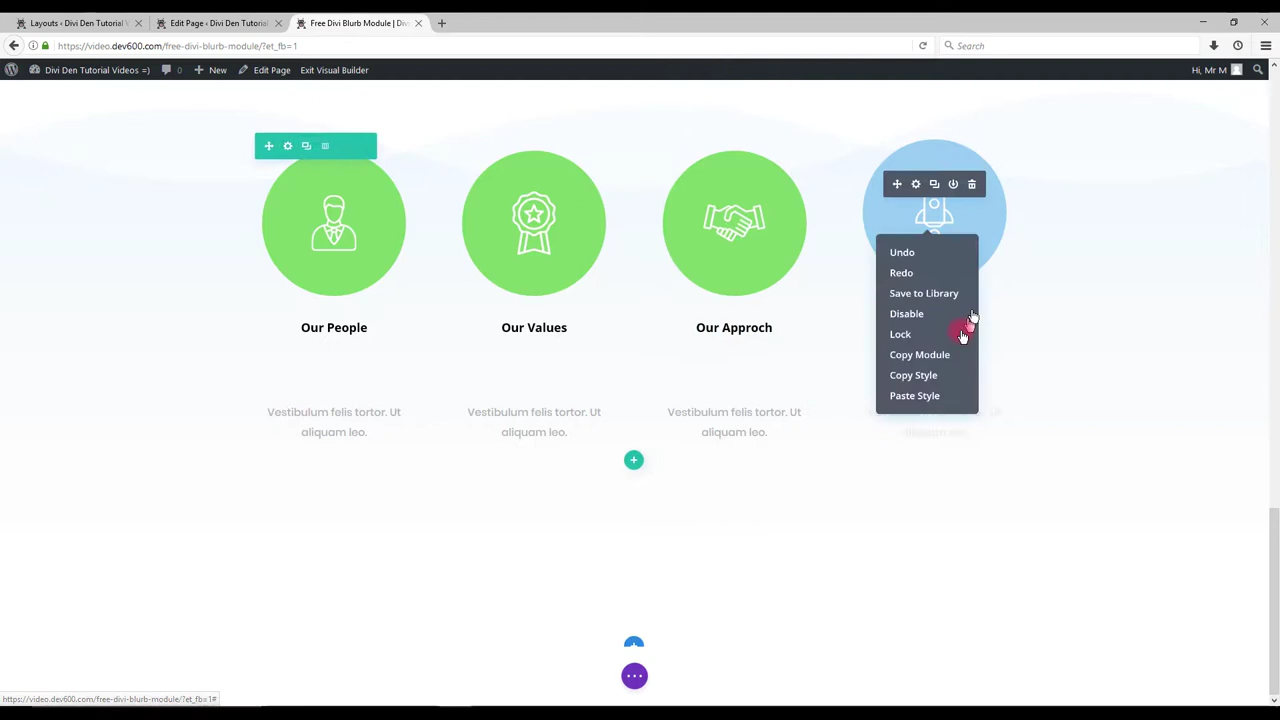 Layouts ‹ Divi Den Tutorial V
Edit Page ‹ Divi Den Tutorial
Free Divi Blurb Module | Div
https://video.dev600.com/free-divi-blurb-module/?et_fb=1
Search
Divi Den Tutorial Videos =)
0
New
Edit Page
Exit Visual Builder
Hi, Mr M
Undo
Redo
Save to Library
Disable
Lock
Copy Module
Copy Style
Paste Style
Our People
Our Values
Our Approch
Vestibulum felis tortor. Ut
aliquam leo.
Vestibulum felis tortor. Ut
aliquam leo.
Vestibulum felis tortor. Ut
aliquam leo.
Ut
aliquam leo.
https://video.dev600.com/free-divi-blurb-module/?et_fb=1#